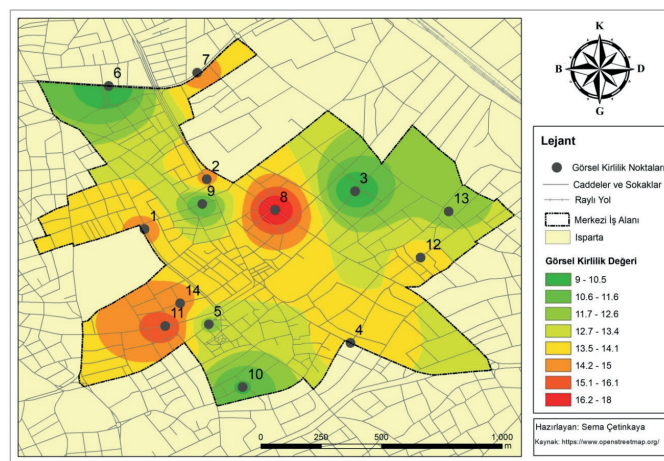 7
6
2
3
9
8
13
1
12
14
11
5
4
10
0 250 500 1,000
m
K
B D
G
Lejant
Görsel Kirlilik Noktaları
Caddeler ve Sokaklar
Raylı Yol
Merkezi İş Alanı
Isparta
Görsel Kirlilik Değeri
9 - 10.5
10.6 - 11.6
11.7 - 12.6
12.7 - 13.4
13.5 - 14.1
14.2 - 15
15.1 - 16.1
16.2 - 18
Hazırlayan: Sema Çetinkaya
Kaynak: https://www.openstreetmap.org/